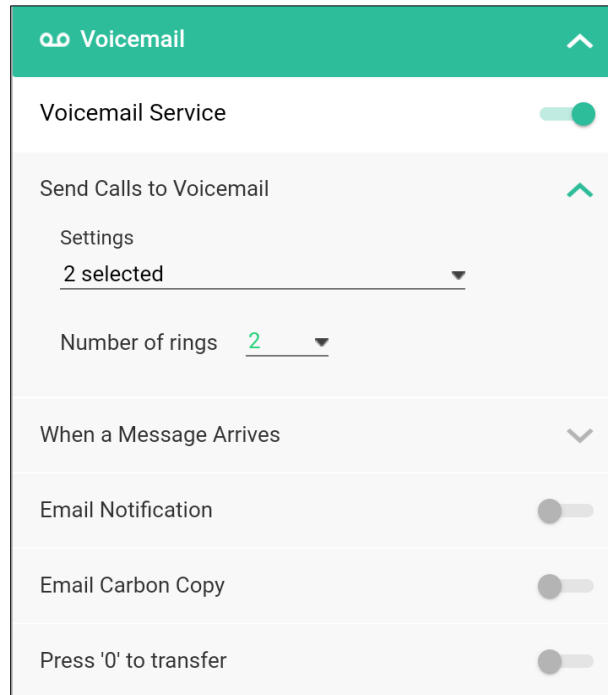 Voicemail
Voicemail Service
Send Calls to Voicemail
Settings
2 selected
Number of rings 2
When a Message Arrives
Email Notification
Email Carbon Copy
Press '0' to transfer